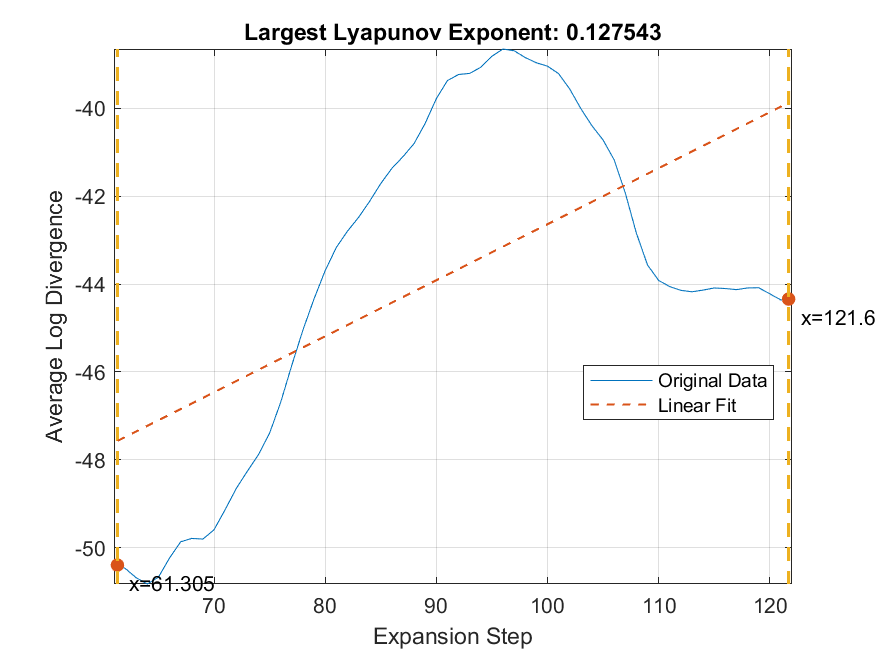 Largest Lyapunov Exponent: 0.127543
Average Log Divergence
-40
-42
-44
-46
-48
-50
x=121.6
Original Data
Linear Fit
x=61.305
70 80 90 100 110 120
Expansion Step